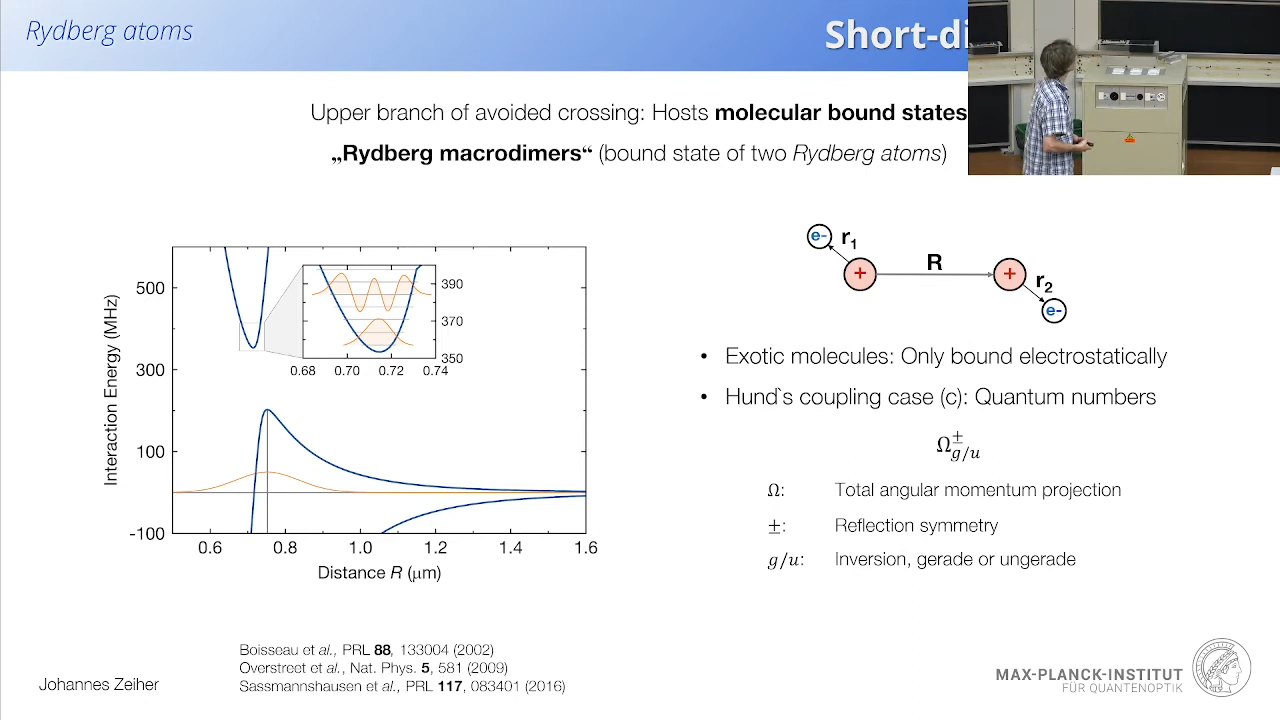 Rydberg atoms
Short-di
Upper branch of avoided crossing: Hosts molecular bound states
„Rydberg macrodimers“ (bound state of two Rydberg atoms)
Interaction Energy (MHz)
500
300
100
-100
0.6 0.8 1.0 1.2 1.4 1.6
Distance R (μm)
390
370
350
0.68 0.70 0.72 0.74
e- r1
+ R +
r2
e-
• Exotic molecules: Only bound electrostatically
• Hund`s coupling case (c): Quantum numbers
Ω±g/u
Ω: Total angular momentum projection
±: Reflection symmetry
g/u: Inversion, gerade or ungerade
Boisseau et al., PRL 88, 133004 (2002)
Overstreet et al., Nat. Phys. 5, 581 (2009)
Sassmannshausen et al., PRL 117, 083401 (2016)
Johannes Zeiher
MAX-PLANCK-INSTITUT
FÜR QUANTENOPTIK